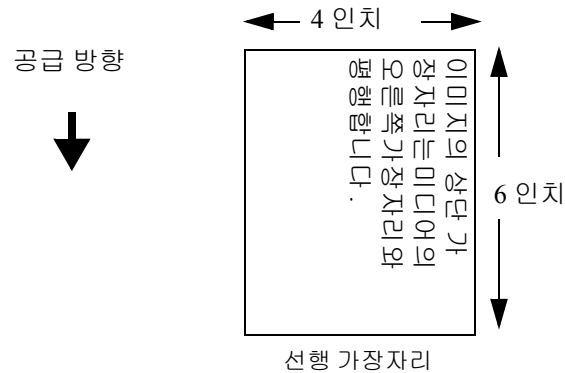 4 인치
공급 방향
이미지의 상단 가
장자리는미디어의
오른쪽가장자리와
평행합니다.
6 인치
선행 가장자리